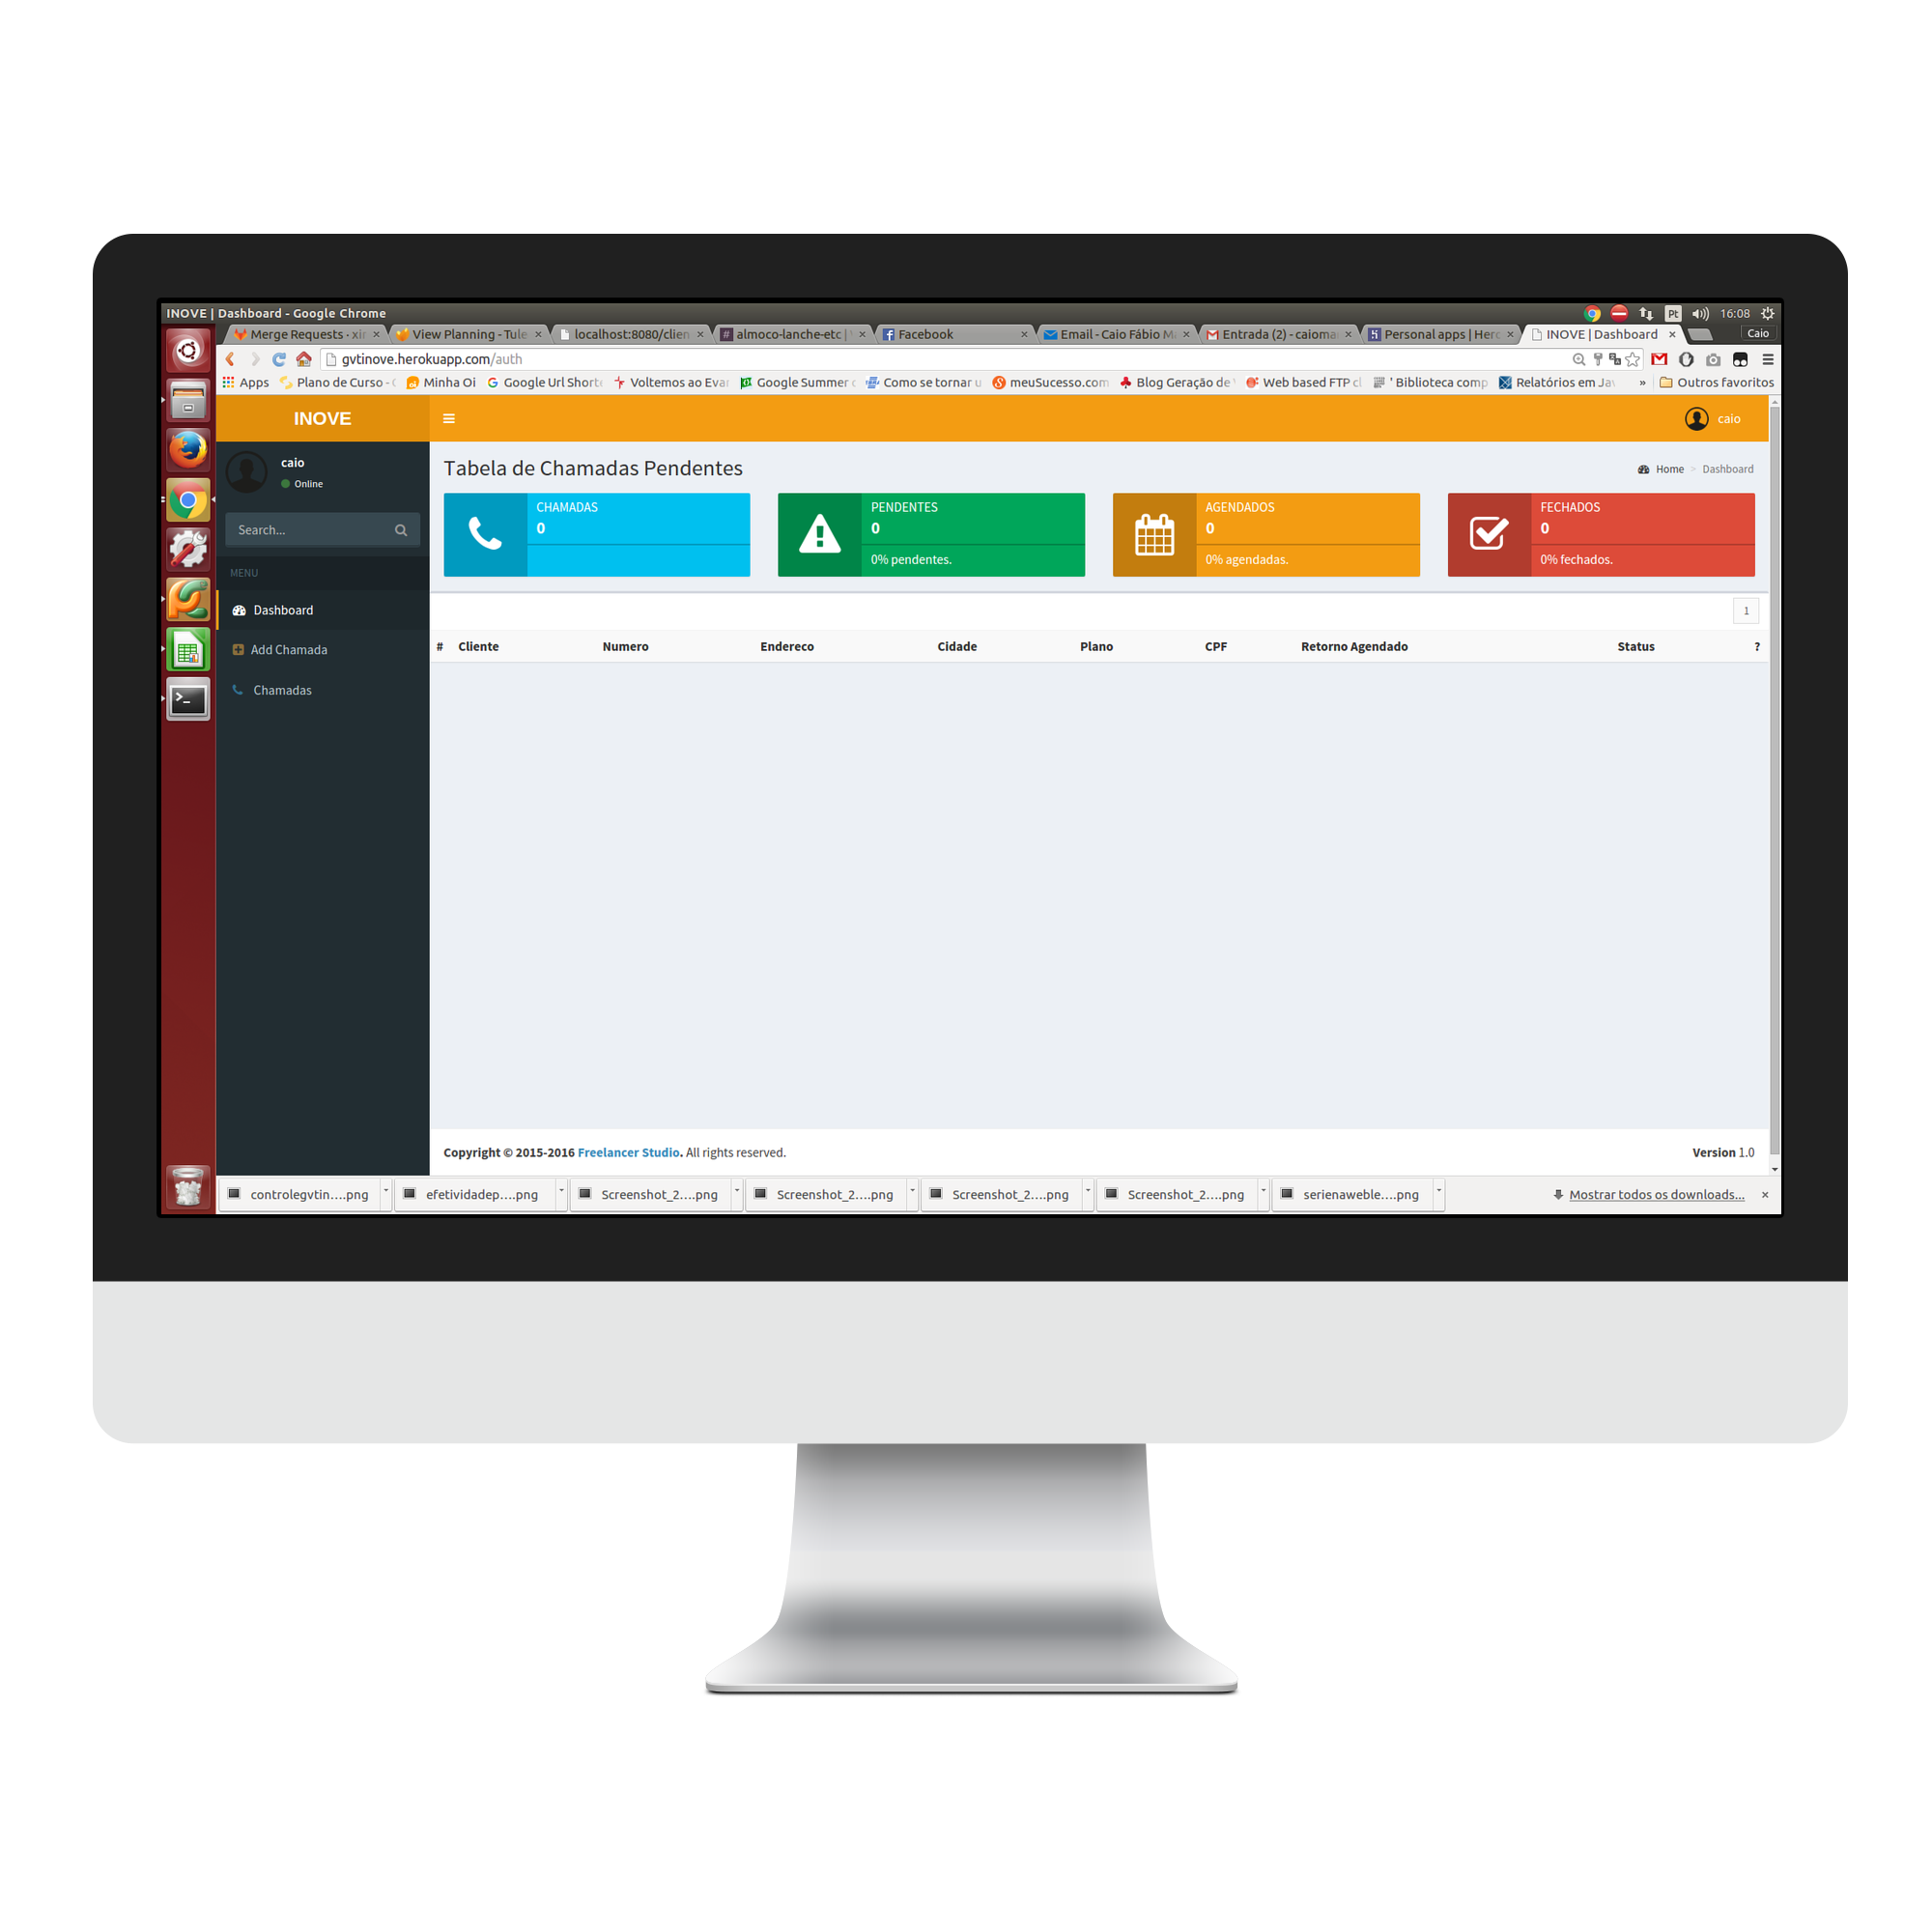 INOVE | Dashboard - Google Chrome
Pt 16:08
Merge Requests - xi View Planning - Tule localhost:8080/clien almoco-lanche-etc | Facebook Email - Caio Fábio M Entrada (2) - caioma Personal apps | Hero INOVE | Dashboard Caio
gvtinove.herokuapp.com/auth
Apps Plano de Curso - Minha Oi Google Url Short Voltemos ao Evan Google Summer Como se tornar u meuSucesso.com Blog Geração de Web based FTP cl ' Biblioteca comp Relatórios em Ja » Outros favoritos
INOVE caio
caio
Online
Search...
MENU
Dashboard
Add Chamada
Chamadas
Tabela de Chamadas Pendentes
Home > Dashboard
CHAMADAS
0
PENDENTES
0
0% pendentes.
AGENDADOS
0
0% agendadas.
FECHADOS
0
0% fechados.
1
# Cliente Numero Endereco Cidade Plano CPF Retorno Agendado Status ?
Copyright © 2015-2016 Freelancer Studio. All rights reserved. Version 1.0
controlegvtin....png efetividadep....png Screenshot_2....png Screenshot_2....png Screenshot_2....png Screenshot_2....png serienaweble....png Mostrar todos os downloads...